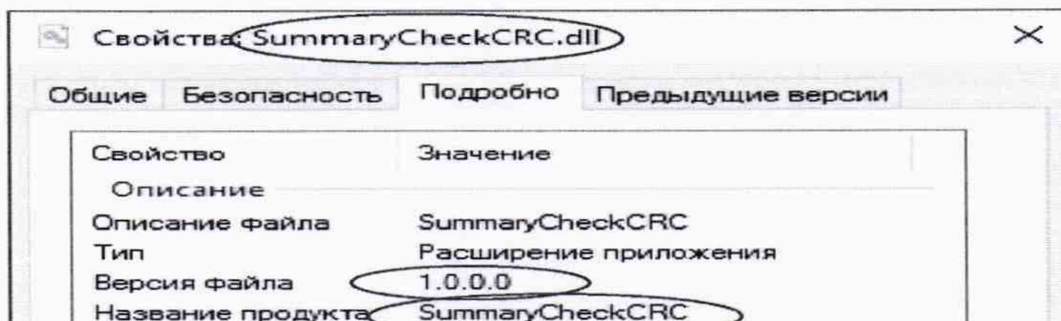 Свойства: SummaryCheckCRC.dll
Общие Безопасность Подробно Предыдущие версии
Свойство Значение
Описание
Описание файла SummaryCheckCRC
Тип Расширение приложения
Версия файла 1.0.0.0
Название продукта SummaryCheckCRC